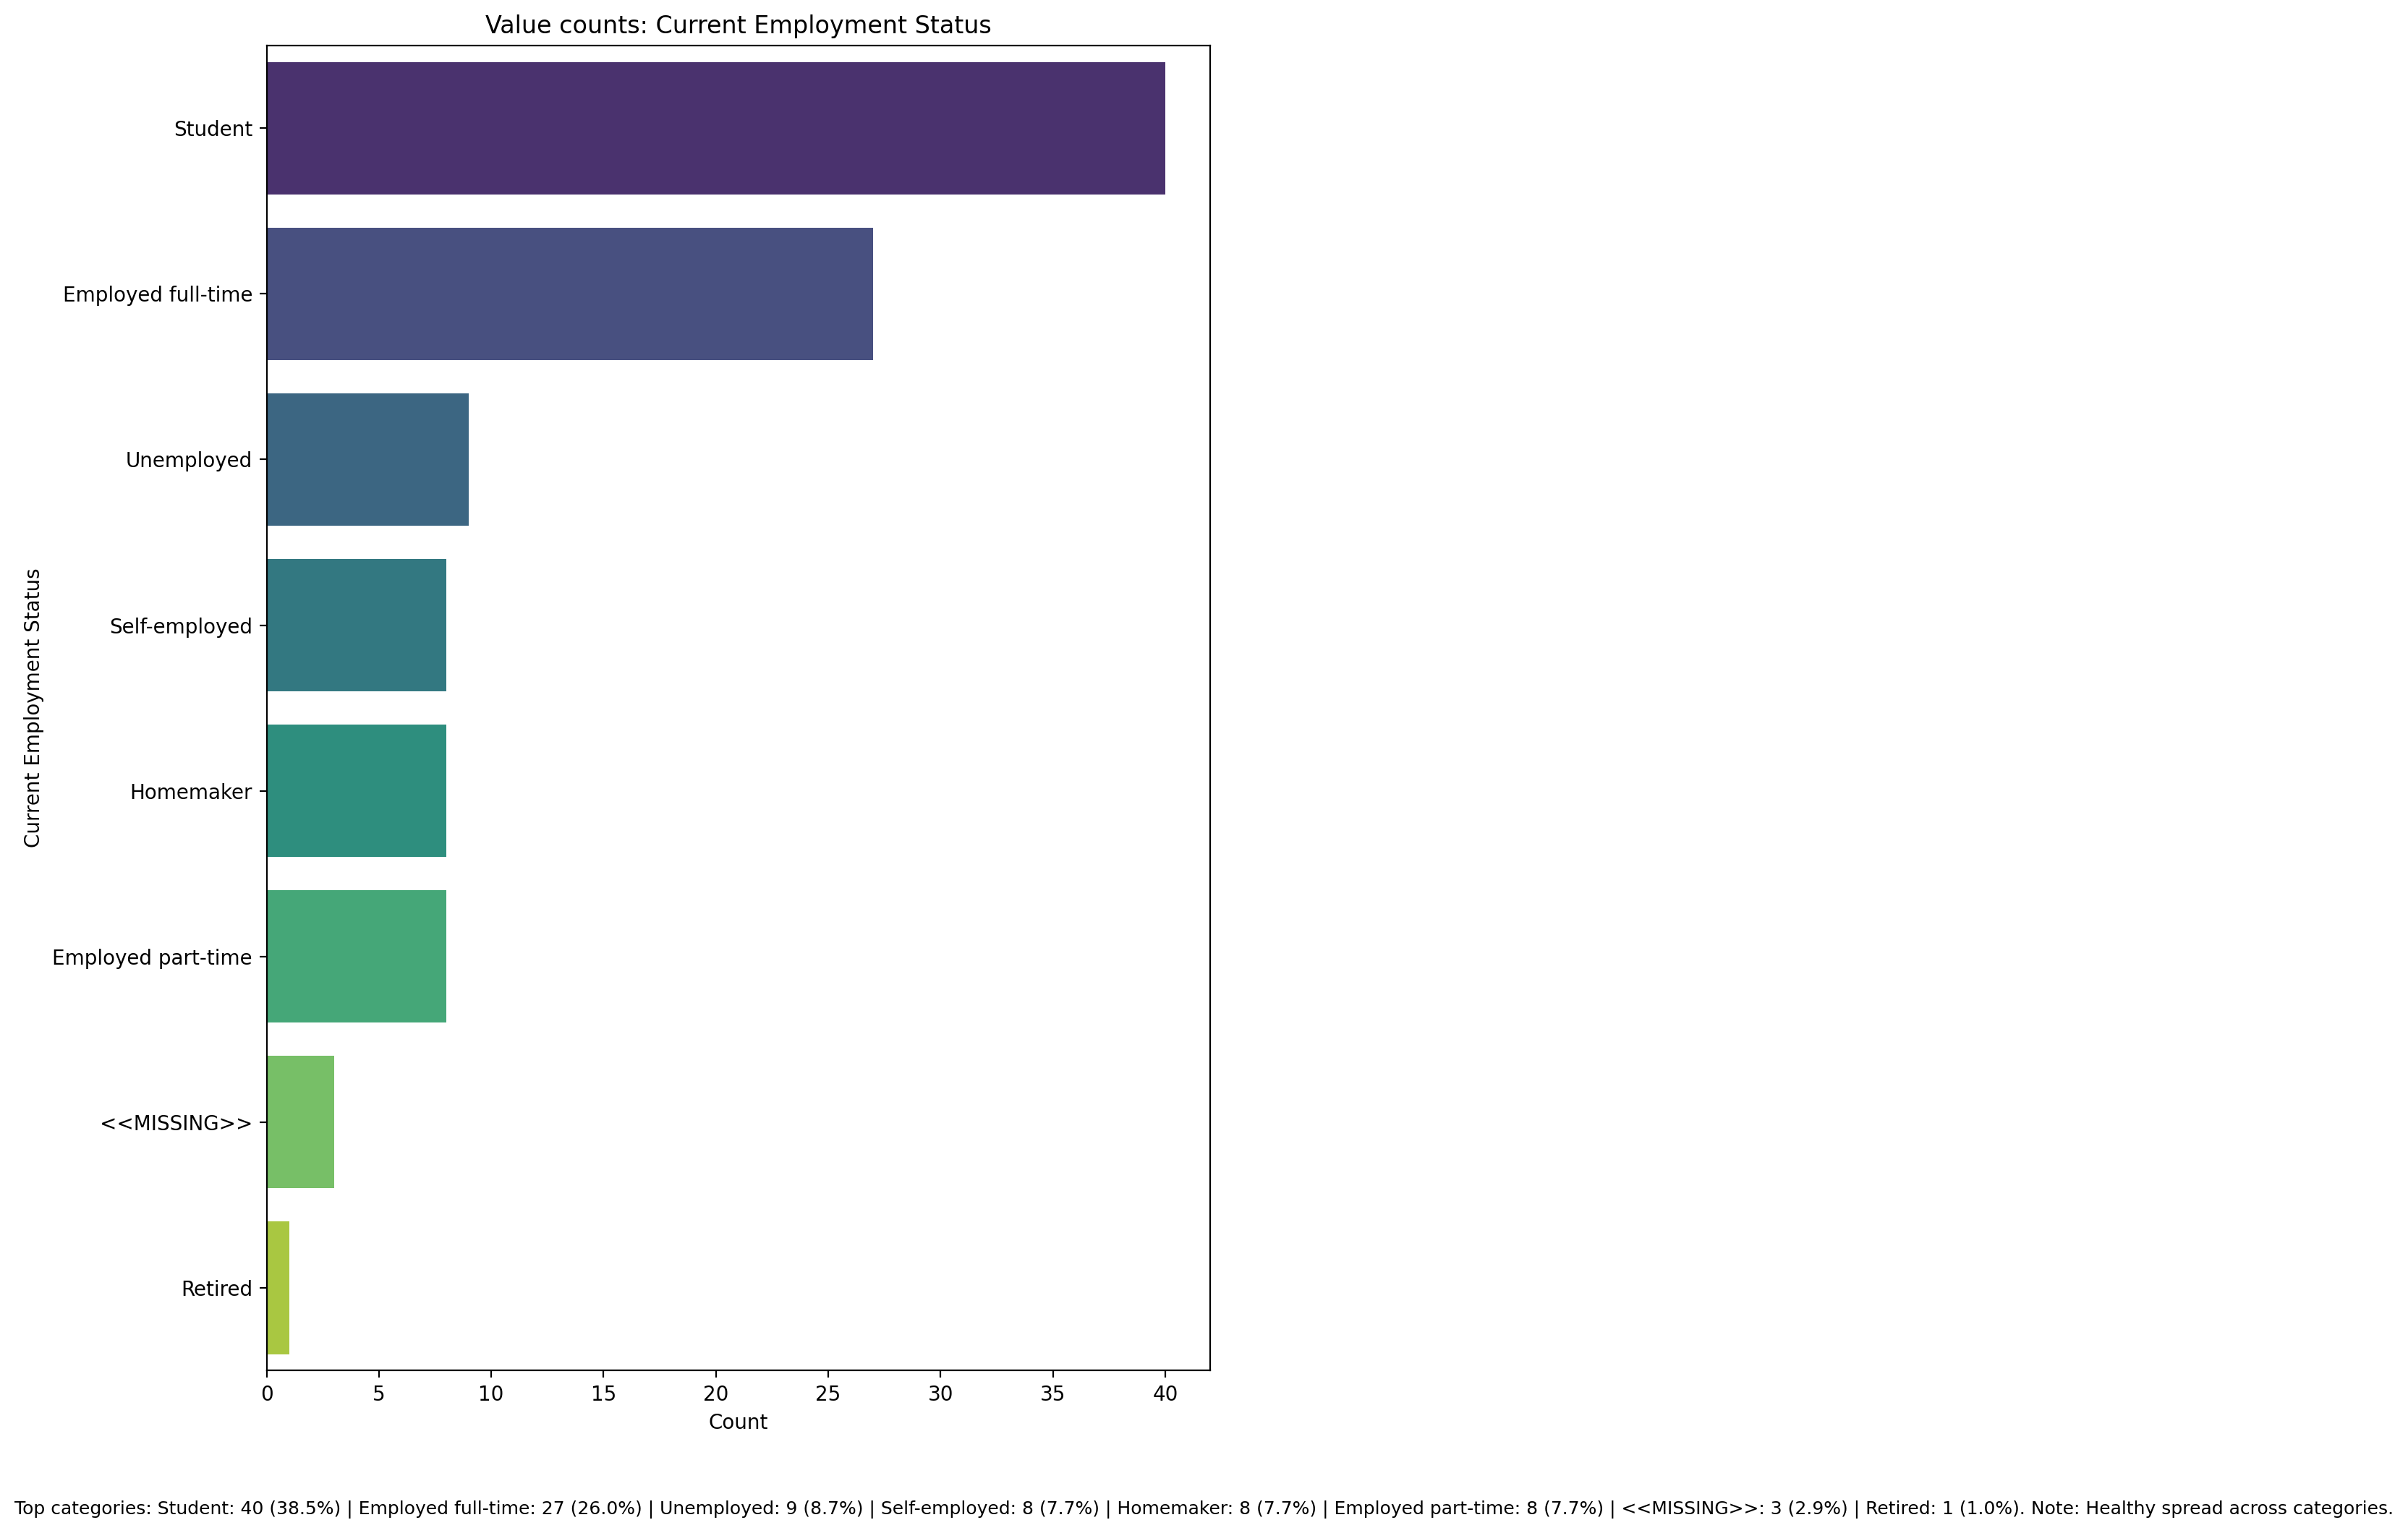 Value counts: Current Employment Status
Student
Employed full-time
Unemployed
Self-employed
Homemaker
Employed part-time
<<MISSING>>
Retired
Current Employment Status
0 5 10 15 20 25 30 35 40
Count
Top categories: Student: 40 (38.5%) | Employed full-time: 27 (26.0%) | Unemployed: 9 (8.7%) | Self-employed: 8 (7.7%) | Homemaker: 8 (7.7%) | Employed part-time: 8 (7.7%) | <<MISSING>>: 3 (2.9%) | Retired: 1 (1.0%). Note: Healthy spread across categories.